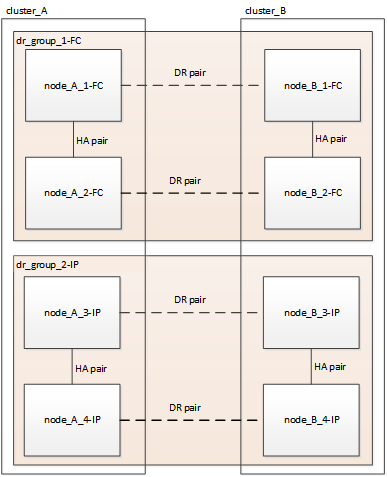 cluster_A
cluster_B
dr_group_1-FC
node_A_1-FC
DR pair
node_B_1-FC
HA pair
HA pair
node_A_2-FC
DR pair
node_B_2-FC
dr_group_2-IP
node_A_3-IP
DR pair
node_B_3-IP
HA pair
HA pair
node_A_4-IP
DR pair
node_B_4-IP